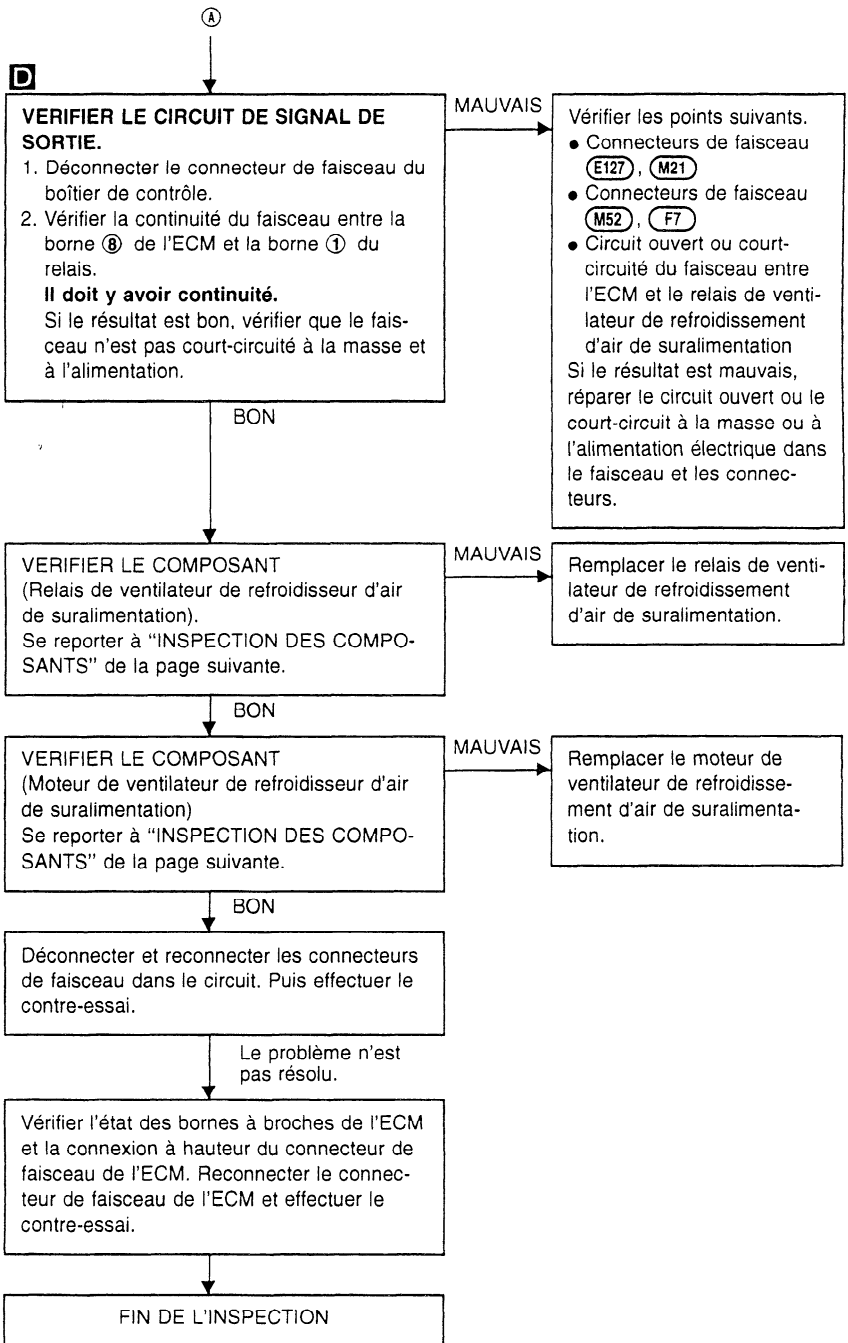 Ⓐ
D
VERIFIER LE CIRCUIT DE SIGNAL DE
SORTIE.
1. Déconnecter le connecteur de faisceau du
boîtier de contrôle.
2. Vérifier la continuité du faisceau entre la
borne ⑧ de l'ECM et la borne ① du
relais.
Il doit y avoir continuité.
Si le résultat est bon, vérifier que le fais-
ceau n'est pas court-circuité à la masse et
à l'alimentation.
MAUVAIS
Vérifier les points suivants.
• Connecteurs de faisceau
E127, M21
• Connecteurs de faisceau
M52, F7
• Circuit ouvert ou court-
circuité du faisceau entre
l'ECM et le relais de venti-
lateur de refroidissement
d'air de suralimentation
Si le résultat est mauvais,
réparer le circuit ouvert ou le
court-circuit à la masse ou à
l'alimentation électrique dans
le faisceau et les connec-
teurs.
BON
VERIFIER LE COMPOSANT
(Relais de ventilateur de refroidisseur d'air
de suralimentation).
Se reporter à “INSPECTION DES COMPO-
SANTS” de la page suivante.
MAUVAIS
Remplacer le relais de venti-
lateur de refroidissement
d'air de suralimentation.
BON
VERIFIER LE COMPOSANT
(Moteur de ventilateur de refroidisseur d'air
de suralimentation)
Se reporter à “INSPECTION DES COMPO-
SANTS” de la page suivante.
MAUVAIS
Remplacer le moteur de
ventilateur de refroidisse-
ment d'air de suralimenta-
tion.
BON
Déconnecter et reconnecter les connecteurs
de faisceau dans le circuit. Puis effectuer le
contre-essai.
Le problème n'est
pas résolu.
Vérifier l'état des bornes à broches de l'ECM
et la connexion à hauteur du connecteur de
faisceau de l'ECM. Reconnecter le connec-
teur de faisceau de l'ECM et effectuer le
contre-essai.
FIN DE L'INSPECTION